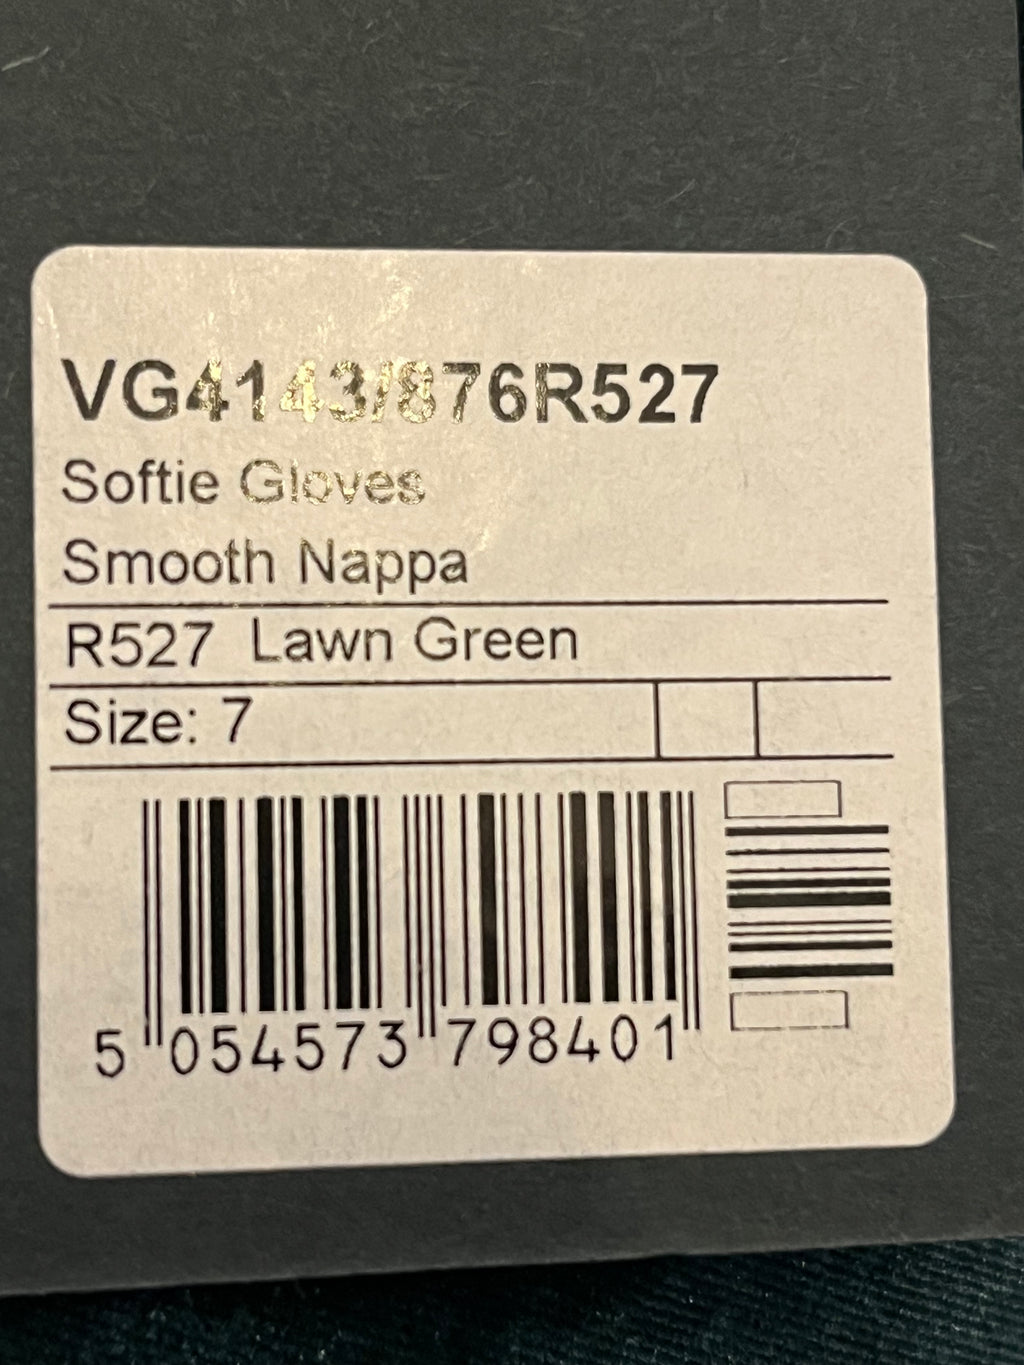 VG4143/876R527
Softie Gloves
Smooth Nappa
R527 Lawn Green
Size: 7
5 054573 798401